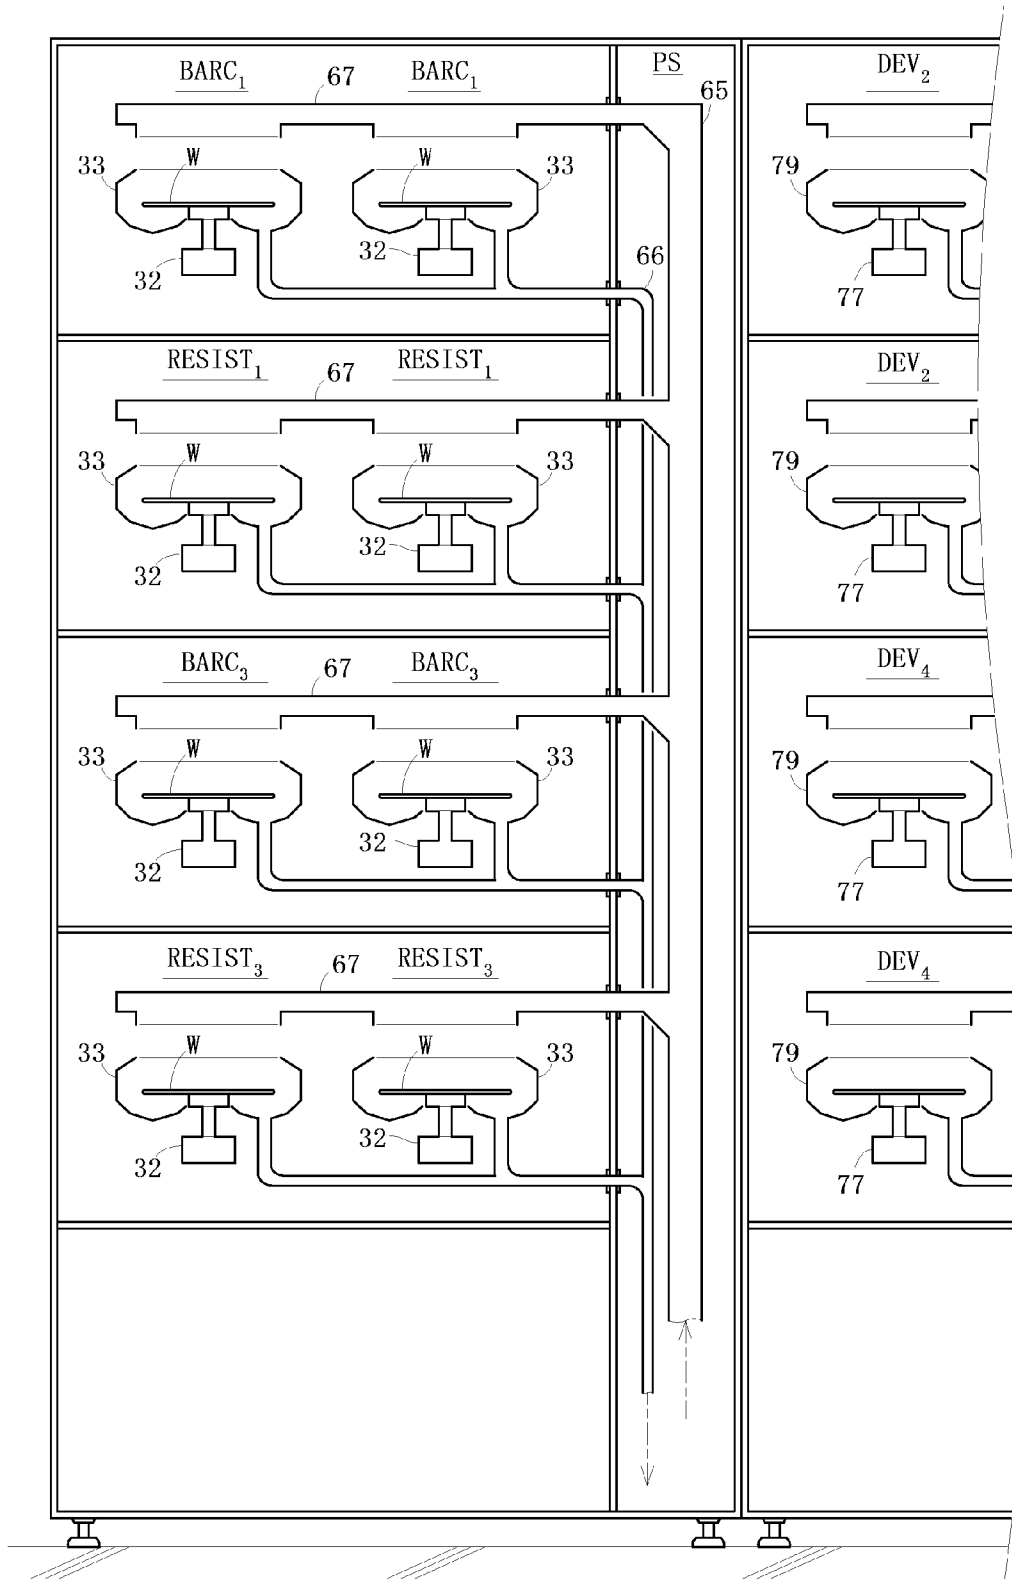 BARC1 67 BARC1 PS 65 DEV2
33 W W 33 79
32 32 66 77
RESIST1 67 RESIST1 DEV2
33 W W 33 79
32 32 77
BARC3 67 BARC3 DEV4
33 W W 33 79
32 32 77
RESIST3 67 RESIST3 DEV4
33 W W 33 79
32 32 77